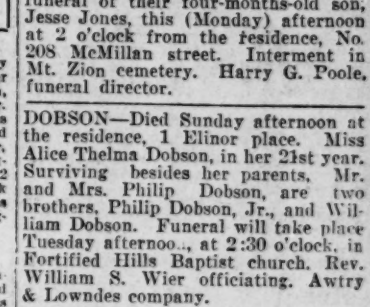 funeral of their four-months-old son,
Jesse Jones, this (Monday) afternoon
at 2 o'clock from the residence, No.
208 McMillan street. Interment in
Mt. Zion cemetery. Harry G. Poole,
funeral director.
DOBSON—Died Sunday afternoon at
the residence, 1 Elinor place. Miss
Alice Thelma Dobson, in her 21st year.
Surviving besides her parents, Mr.
and Mrs. Philip Dobson, are two
brothers, Philip Dobson, Jr., and Wil-
liam Dobson. Funeral will take place
Tuesday afternoo.., at 2:30 o'clock. in
Fortified Hills Baptist church. Rev.
William S. Wier officiating. Awtry
& Lowndes company.